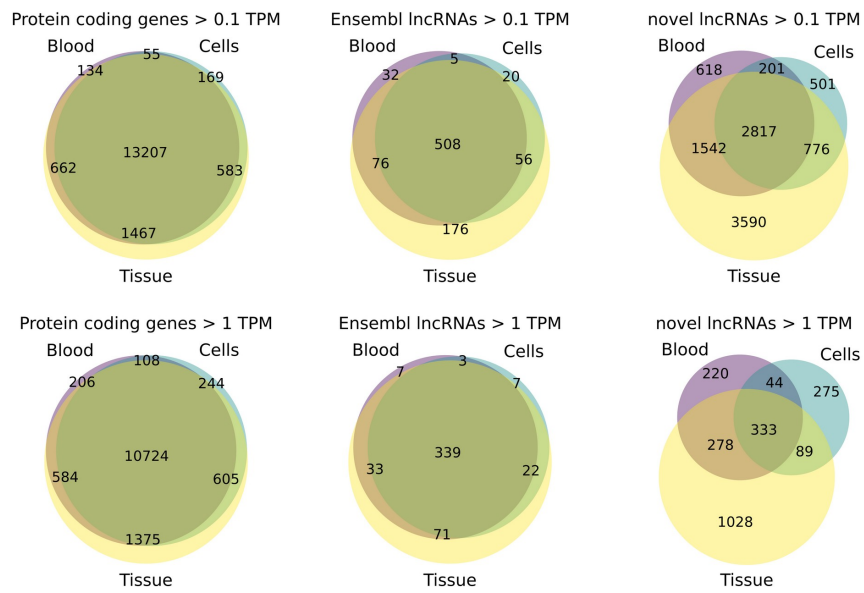 Protein coding genes > 0.1 TPM
Blood
55
Cells
134
169
13207
662
583
1467
Tissue
Ensembl lncRNAs > 0.1 TPM
Blood
5
Cells
32
20
508
76
56
176
Tissue
novel lncRNAs > 0.1 TPM
Blood
Cells
618
201
501
2817
1542
776
3590
Tissue
Protein coding genes > 1 TPM
Blood
108
Cells
206
244
10724
584
605
1375
Tissue
Ensembl lncRNAs > 1 TPM
Blood
3
Cells
7
7
339
33
22
71
Tissue
novel lncRNAs > 1 TPM
Blood
Cells
220
44
275
333
278
89
1028
Tissue